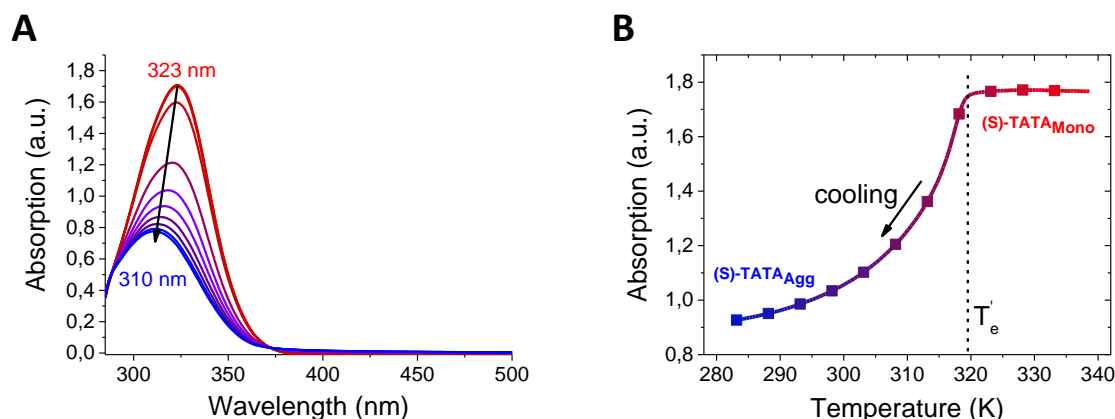 A
Absorption (a.u.)
1,8
1,6
1,4
1,2
1,0
0,8
0,6
0,4
0,2
0,0
323 nm
310 nm
300 350 400 450 500
Wavelength (nm)
B
Absorption (a.u.)
1,8
1,6
1,4
1,2
1,0
0,8
(S)-TATAMono
cooling
(S)-TATAAgg
T'e
280 290 300 310 320 330 340
Temperature (K)